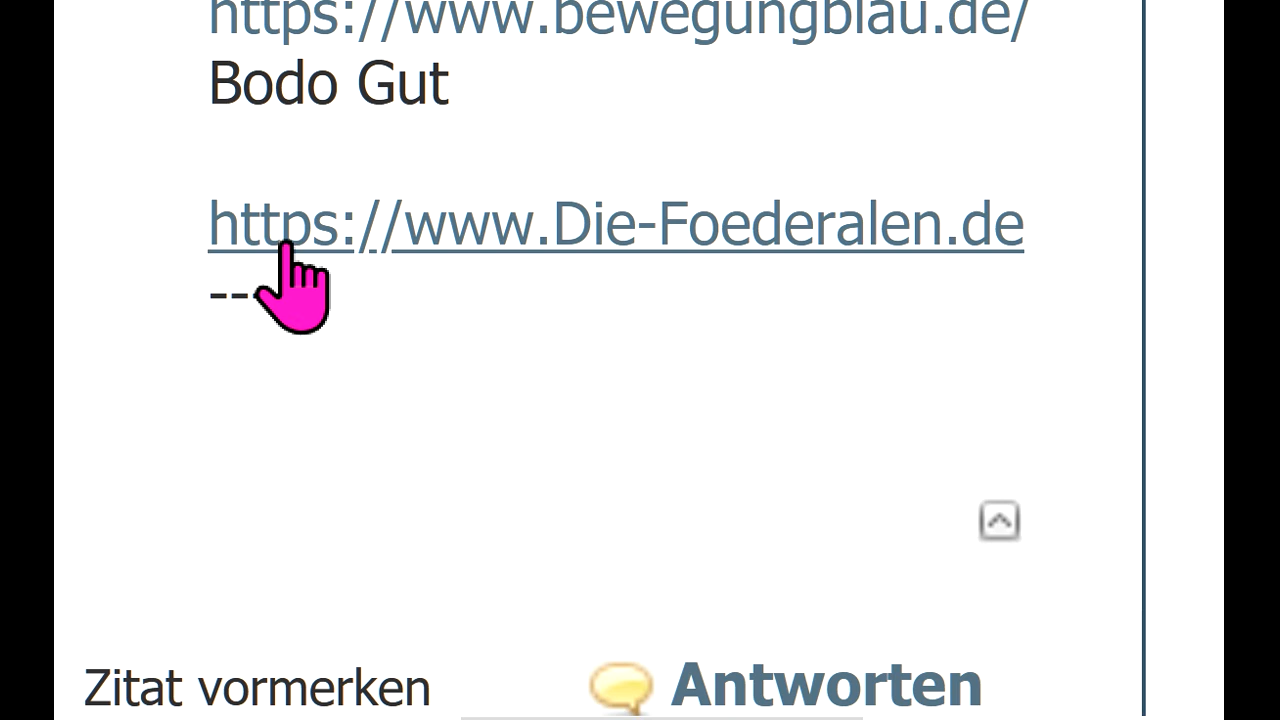 https://www.bewegungblau.de/
Bodo Gut
https://www.Die-Foederalen.de
--
Zitat vormerken
Antworten